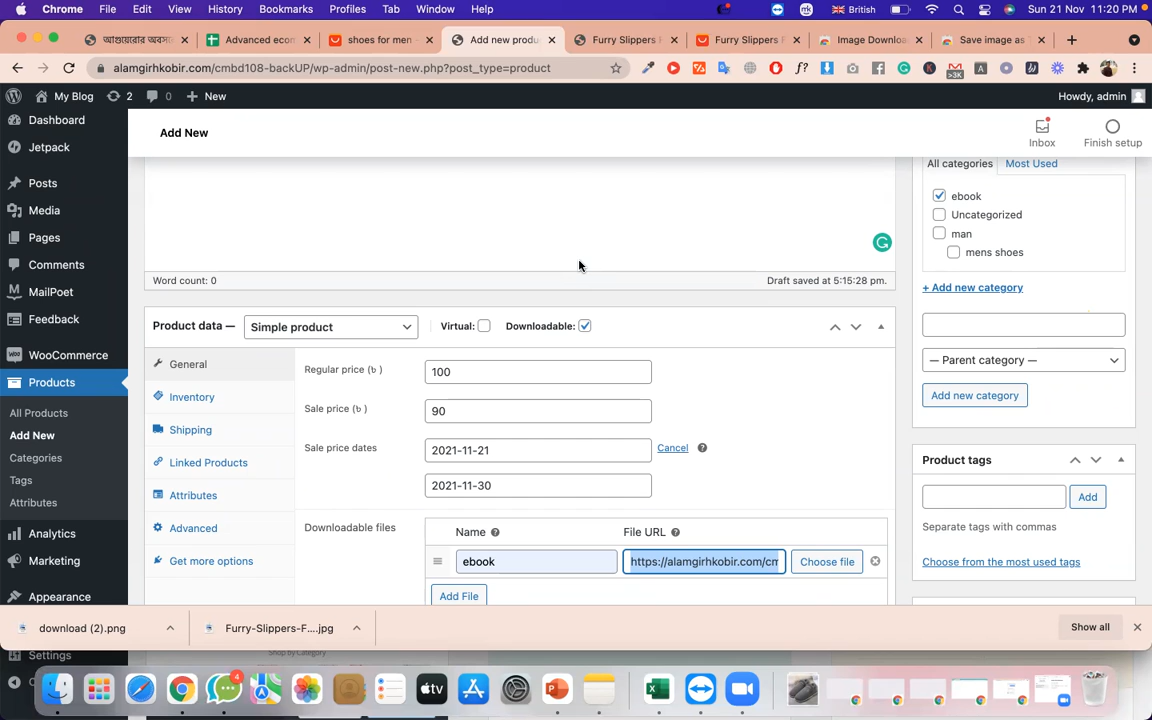 Chrome File Edit View History Bookmarks Profiles Tab Window Help British Sun 21 Nov 11:20 PM
Advanced econ shoes for men - Add new produ Furry Slippers F Furry Slippers F Image Downloa Save image as
alamgirhkobir.com/cmbd108-backUP/wp-admin/post-new.php?post_type=product
My Blog 2 0 New Howdy, admin
Dashboard
Jetpack
Posts
Media
Pages
Comments
MailPoet
Feedback
WooCommerce
Products
All Products
Add New
Categories
Tags
Attributes
Analytics
Marketing
Appearance
Settings
Add New
Inbox
Finish setup
Word count: 0 Draft saved at 5:15:28 pm.
Product data — Simple product Virtual: Downloadable:
General
Inventory
Shipping
Linked Products
Attributes
Advanced
Get more options
Regular price (৳ ) 100
Sale price (৳ ) 90
Sale price dates 2021-11-21 Cancel
2021-11-30
Downloadable files Name File URL
ebook https://alamgirhkobir.com/cm Choose file
Add File
All categories Most Used
ebook
Uncategorized
man
mens shoes
+ Add new category
— Parent category —
Add new category
Product tags
Add
Separate tags with commas
Choose from the most used tags
download (2).png Furry-Slippers-F....jpg Show all
Shop by Category
4